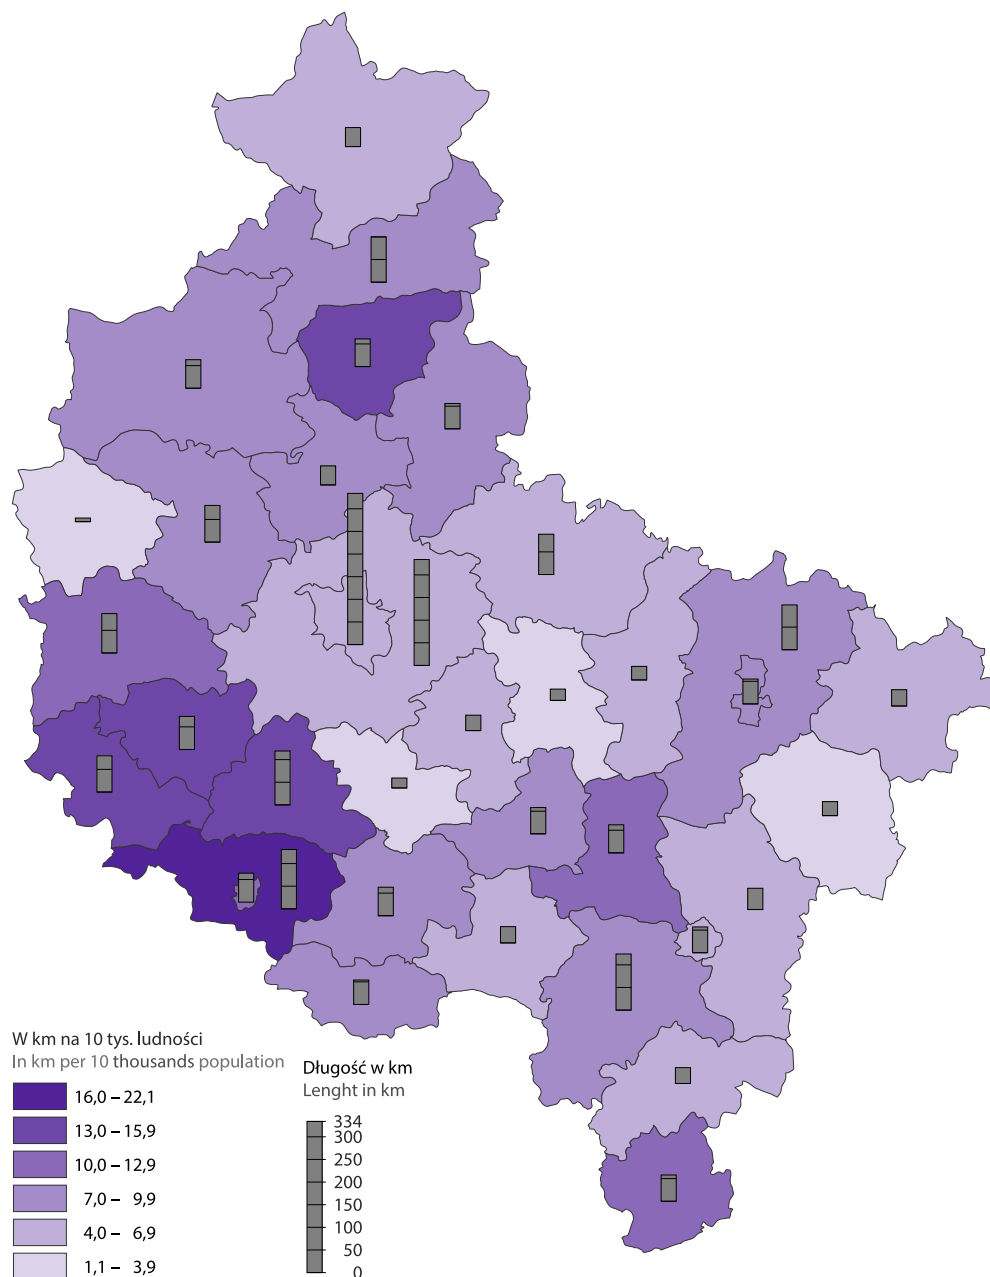 W km na 10 tys. ludności
In km per 10 thousands population
16,0 – 22,1
13,0 – 15,9
10,0 – 12,9
7,0 – 9,9
4,0 – 6,9
1,1 – 3,9
Długość w km
Lenght in km
334
300
250
200
150
100
50
0